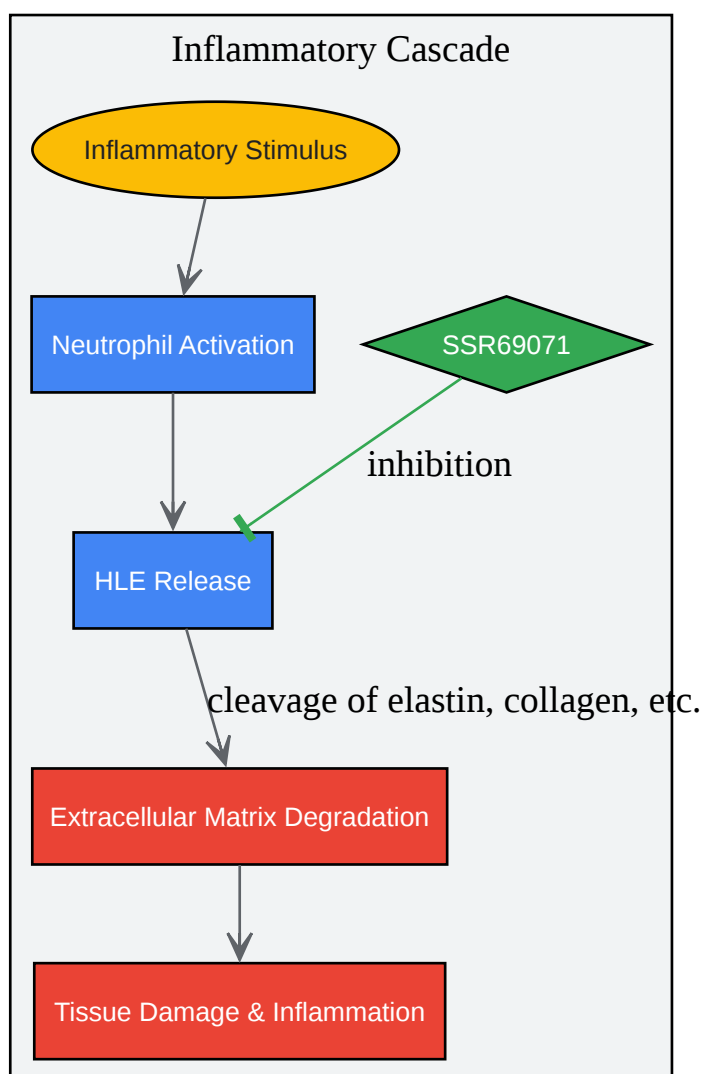 Inflammatory Cascade
Inflammatory Stimulus
Neutrophil Activation
SSR69071
inhibition
HLE Release
cleavage of elastin, collagen, etc.
Extracellular Matrix Degradation
Tissue Damage & Inflammation